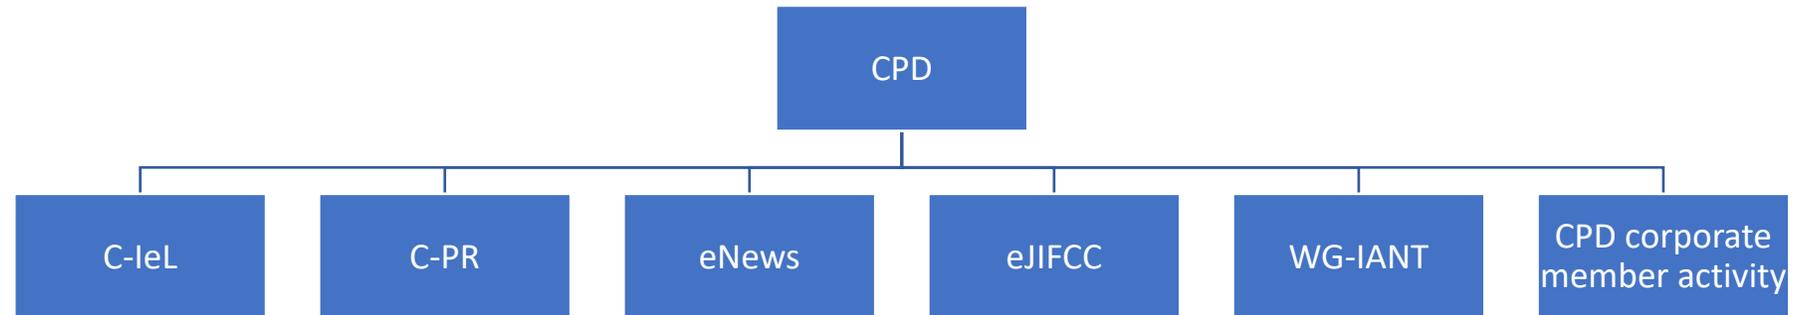 CPD
C-IeL
C-PR
eNews
eJIFCC
WG-IANT
CPD corporate
member activity